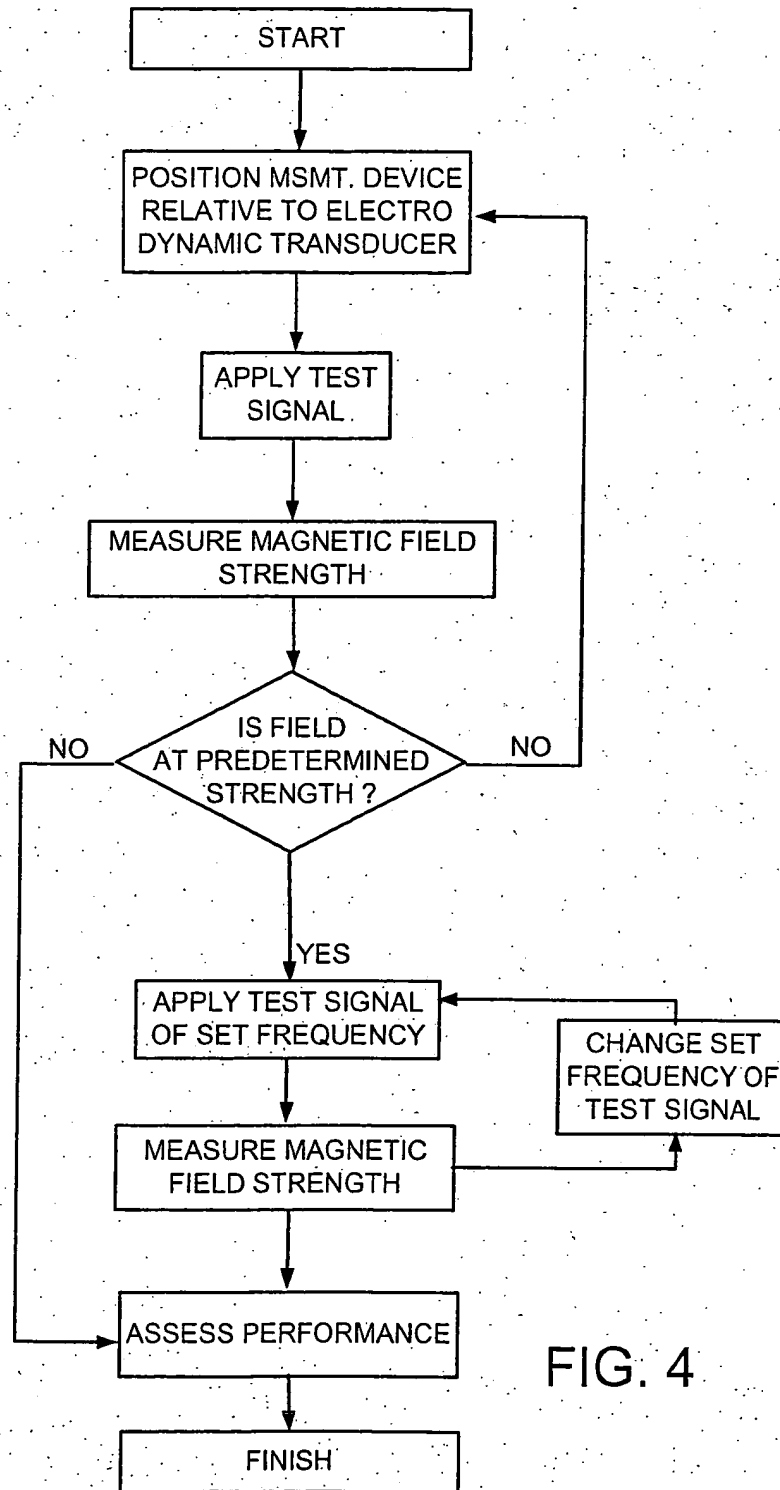 START
POSITION MSMT. DEVICE
RELATIVE TO ELECTRO
DYNAMIC TRANSDUCER
APPLY TEST
SIGNAL
MEASURE MAGNETIC FIELD
STRENGTH
IS FIELD
AT PREDETERMINED
STRENGTH ?
NO
NO
YES
APPLY TEST SIGNAL
OF SET FREQUENCY
CHANGE SET
FREQUENCY OF
TEST SIGNAL
MEASURE MAGNETIC
FIELD STRENGTH
ASSESS PERFORMANCE
FIG. 4
FINISH